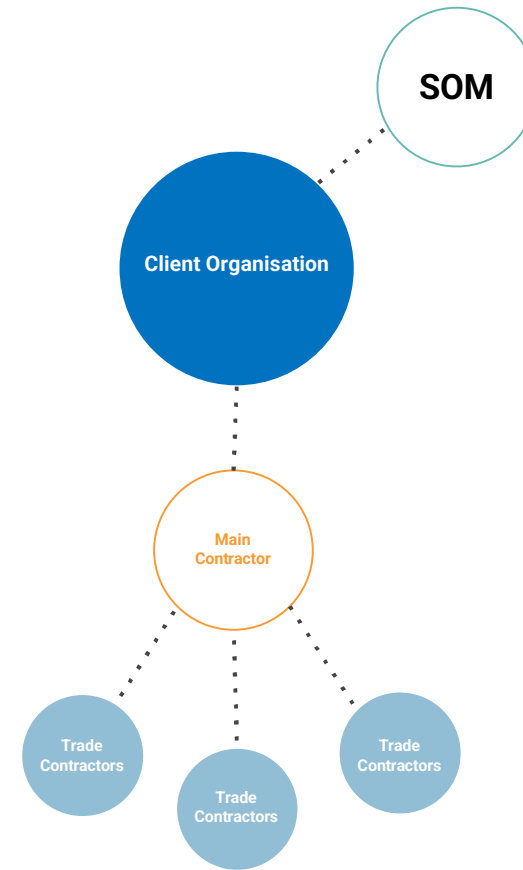 SOM
Client Organisation
Main
Contractor
Trade
Contractors
Trade
Contractors
Trade
Contractors